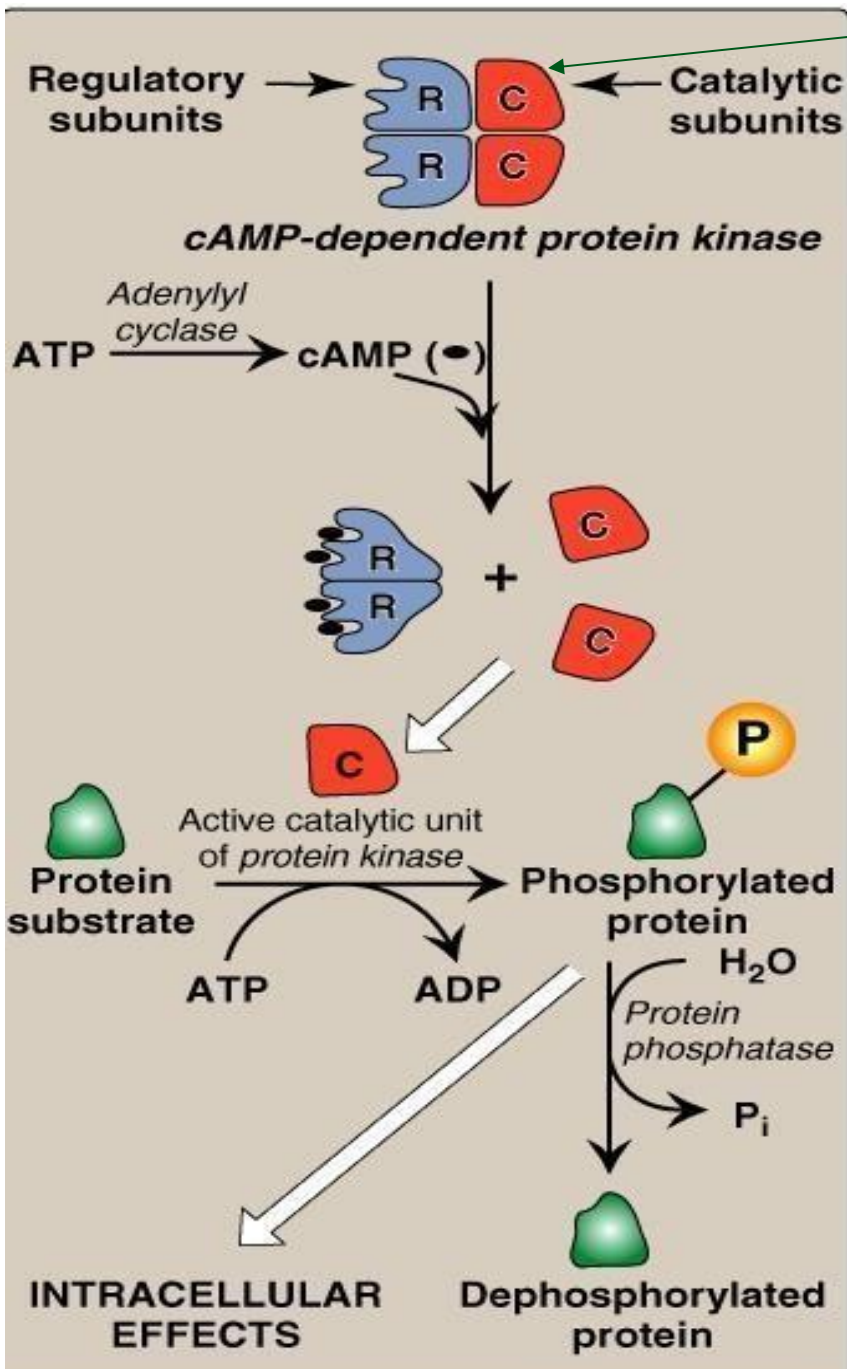 Regulatory
subunits
R
C
R
C
Catalytic
subunits
cAMP-dependent protein kinase
Adenylyl
cyclase
ATP
cAMP ( )
R
R
+
C
C
C
P
Active catalytic unit
of protein kinase
Protein
substrate
Phosphorylated
protein
ATP
ADP
H₂O
Protein
phosphatase
Pᵢ
INTRACELLULAR
EFFECTS
Dephosphorylated
protein